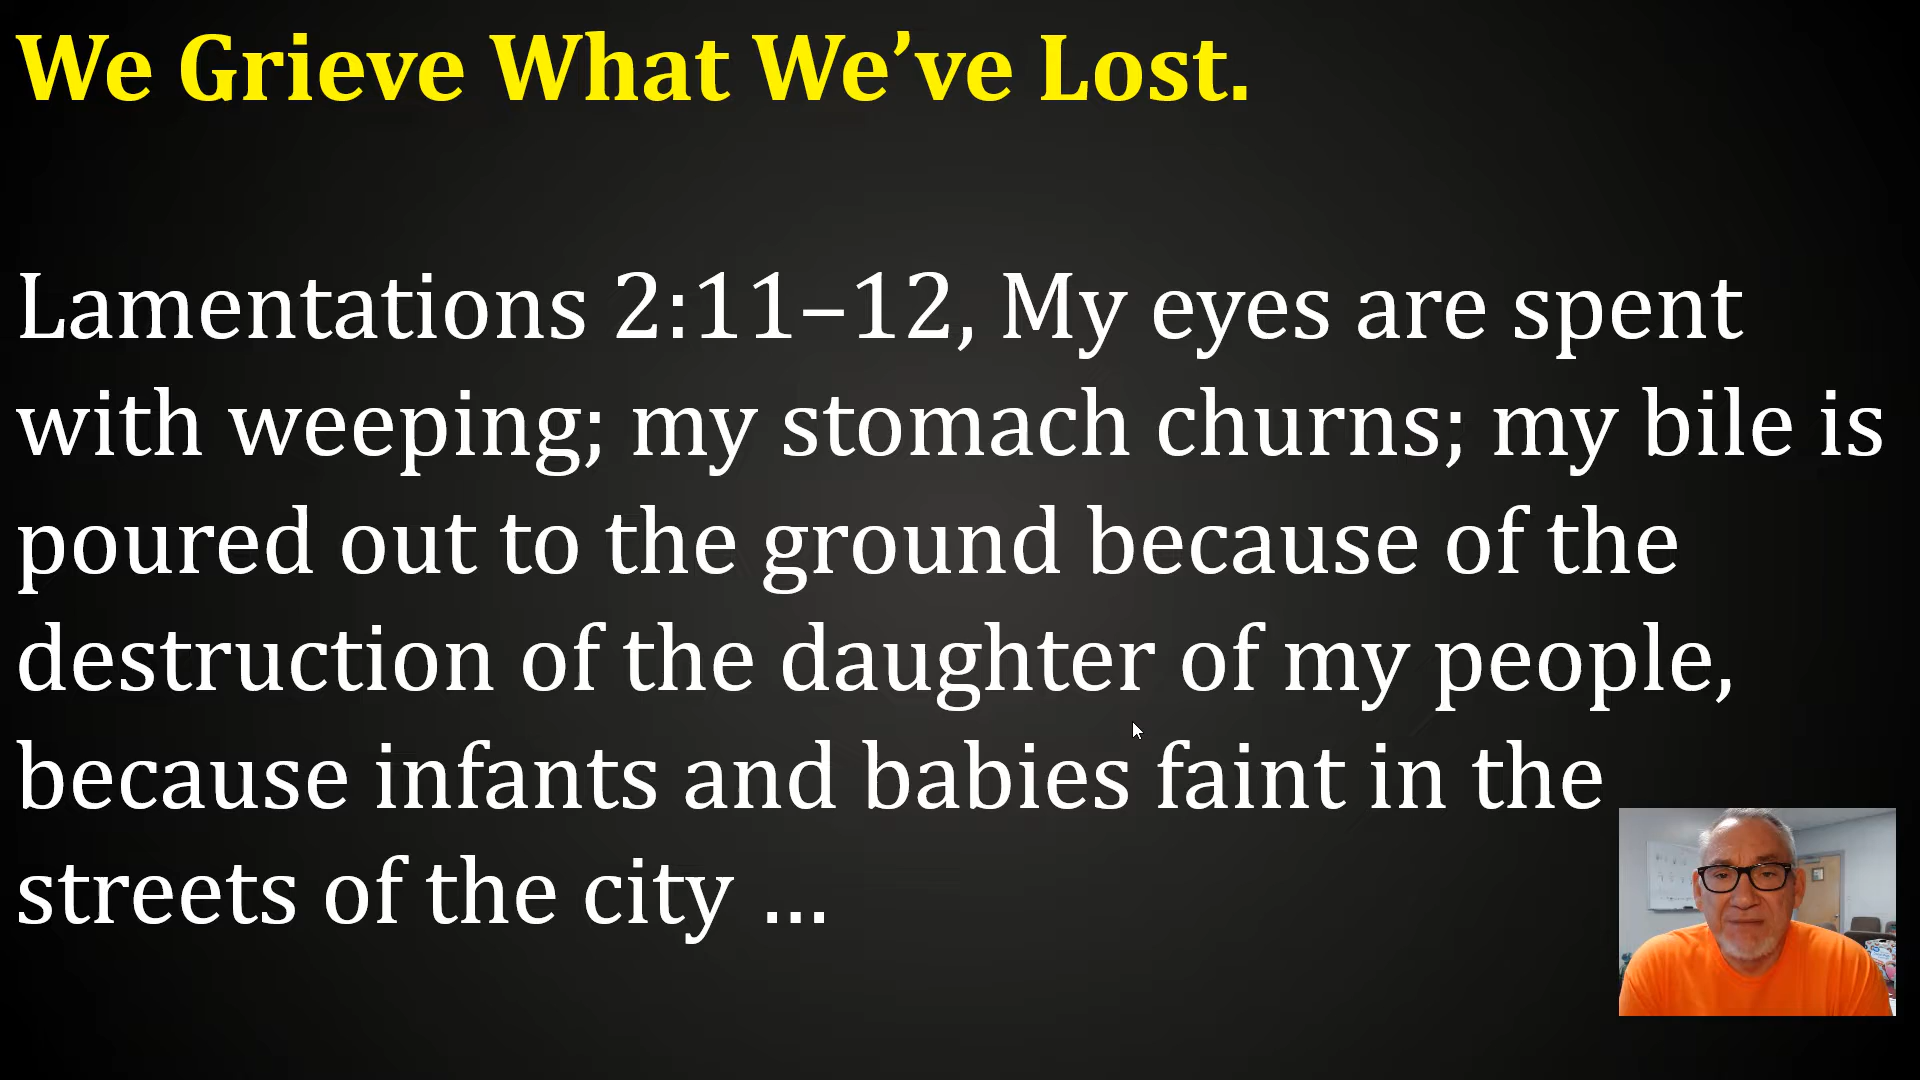 We Grieve What We’ve Lost.
Lamentations 2:11–12, My eyes are spent
with weeping; my stomach churns; my bile is
poured out to the ground because of the
destruction of the daughter of my people,
because infants and babies faint in the
streets of the city …